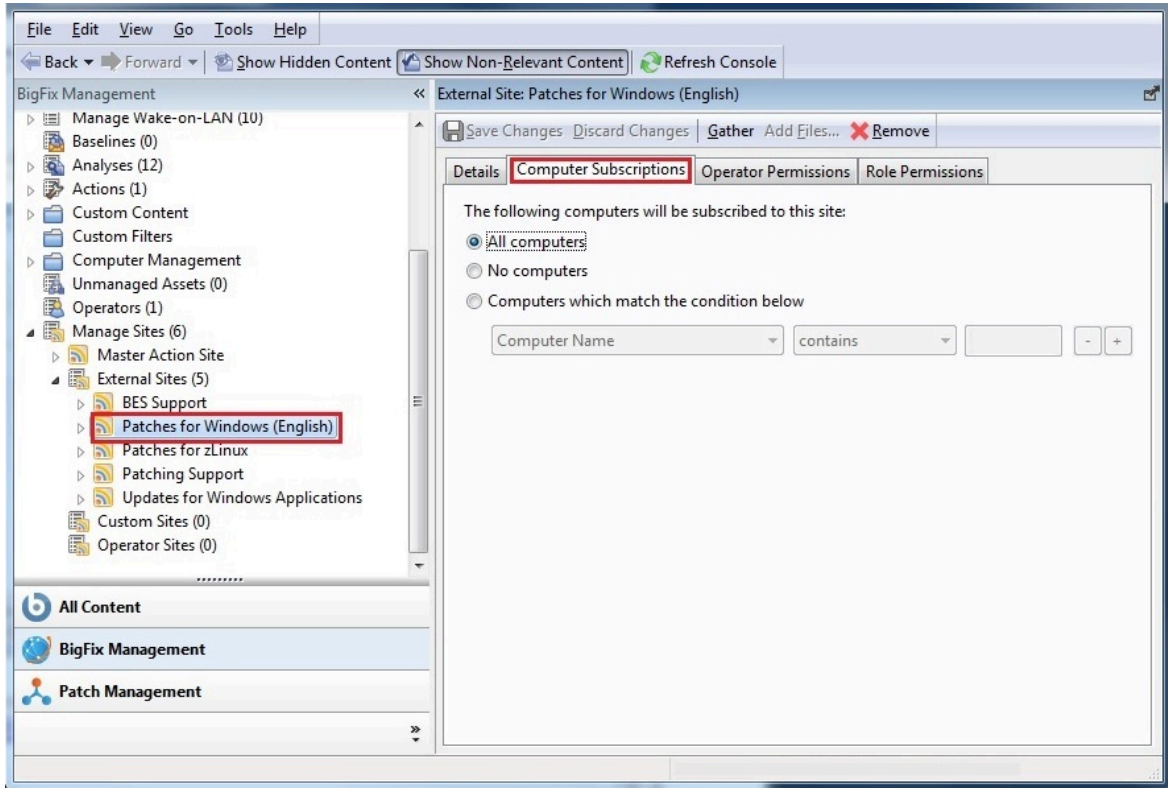 File Edit View Go Tools Help
Back Forward Show Hidden Content Show Non-Relevant Content Refresh Console
BigFix Management
Manage Wake-on-LAN (10)
Baselines (0)
Analyses (12)
Actions (1)
Custom Content
Custom Filters
Computer Management
Unmanaged Assets (0)
Operators (1)
Manage Sites (6)
Master Action Site
External Sites (5)
BES Support
Patches for Windows (English)
Patches for zLinux
Patching Support
Updates for Windows Applications
Custom Sites (0)
Operator Sites (0)
All Content
BigFix Management
Patch Management
External Site: Patches for Windows (English)
Save Changes Discard Changes Gather Add Files... Remove
Details Computer Subscriptions Operator Permissions Role Permissions
The following computers will be subscribed to this site:
All computers
No computers
Computers which match the condition below
Computer Name contains - +